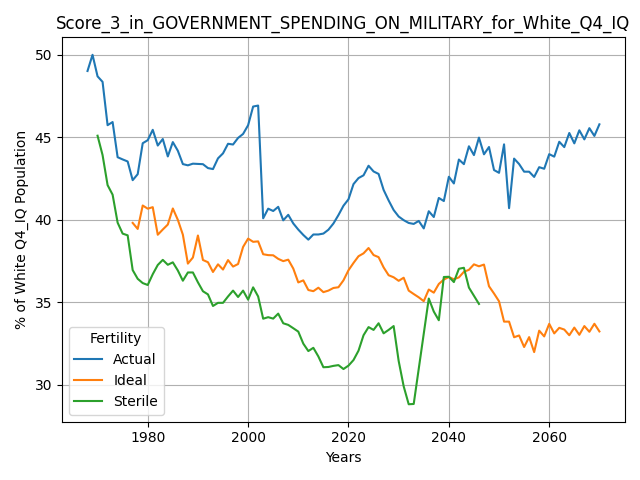 Score_3_in_GOVERNMENT_SPENDING_ON_MILITARY_for_White_Q4_IQ
% of White Q4_IQ Population
50
45
40
35
30
Fertility
Actual
Ideal
Sterile
1980
2000
2020
2040
2060
Years